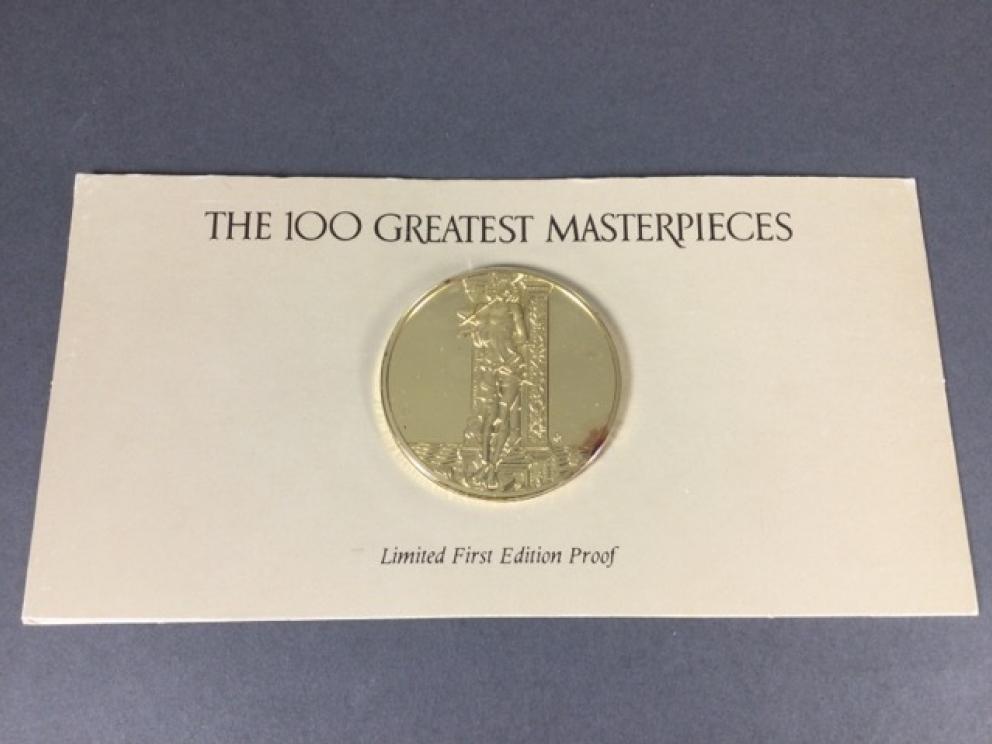 THE 100 GREATEST MASTERPIECES
Limited First Edition Proof